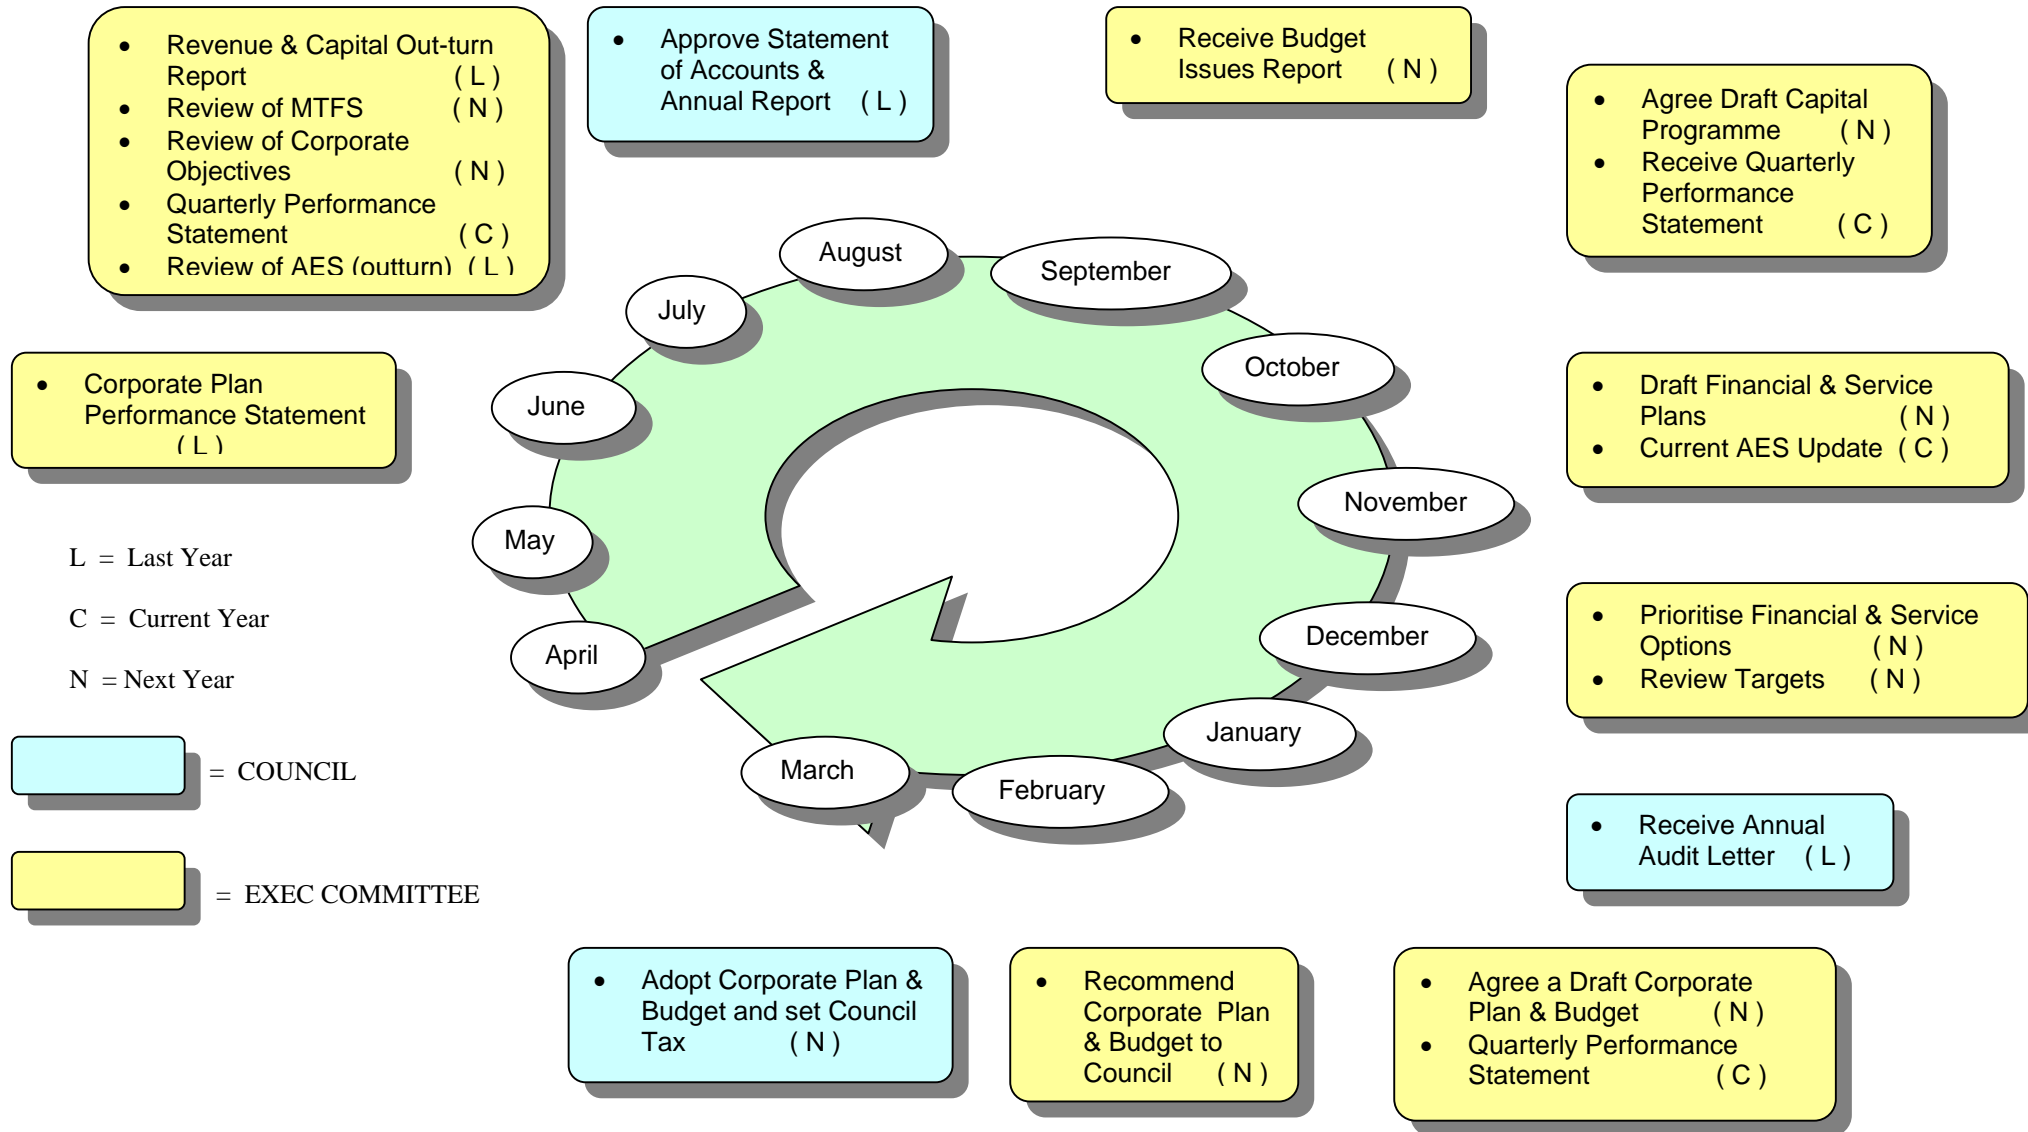 • Revenue & Capital Out-turn
Report ( L )
• Review of MTFS ( N )
• Review of Corporate
Objectives ( N )
• Quarterly Performance
Statement ( C )
• Review of AES (outturn) ( L )
• Approve Statement
of Accounts &
Annual Report ( L )
• Receive Budget
Issues Report ( N )
• Agree Draft Capital
Programme ( N )
• Receive Quarterly
Performance
Statement ( C )
• Corporate Plan
Performance Statement
( L )
August
September
July
October
June
November
May
December
April
January
March
February
• Draft Financial & Service
Plans ( N )
• Current AES Update ( C )
L = Last Year
C = Current Year
N = Next Year
= COUNCIL
= EXEC COMMITTEE
• Prioritise Financial & Service
Options ( N )
• Review Targets ( N )
• Receive Annual
Audit Letter ( L )
• Adopt Corporate Plan &
Budget and set Council
Tax ( N )
• Recommend
Corporate Plan
& Budget to
Council ( N )
• Agree a Draft Corporate
Plan & Budget ( N )
• Quarterly Performance
Statement ( C )